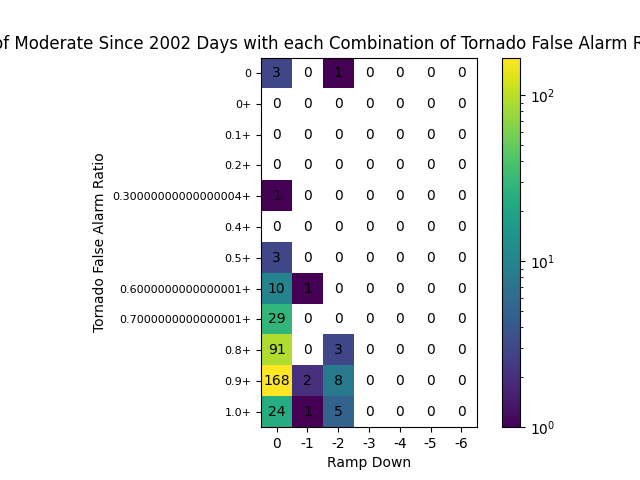 of Moderate Since 2002 Days with each Combination of Tornado False Alarm R
Tornado False Alarm Ratio
0 3 0 1 0 0 0 0
0+ 0 0 0 0 0 0 0
0.1+ 0 0 0 0 0 0 0
0.2+ 0 0 0 0 0 0 0
0.30000000000000004+ 1 0 0 0 0 0 0
0.4+ 0 0 0 0 0 0 0
0.5+ 3 0 0 0 0 0 0
0.6000000000000001+ 10 1 0 0 0 0 0
0.7000000000000001+ 29 0 0 0 0 0 0
0.8+ 91 0 3 0 0 0 0
0.9+ 168 2 8 0 0 0 0
1.0+ 24 1 5 0 0 0 0
0 -1 -2 -3 -4 -5 -6
Ramp Down
10²
10¹
10⁰